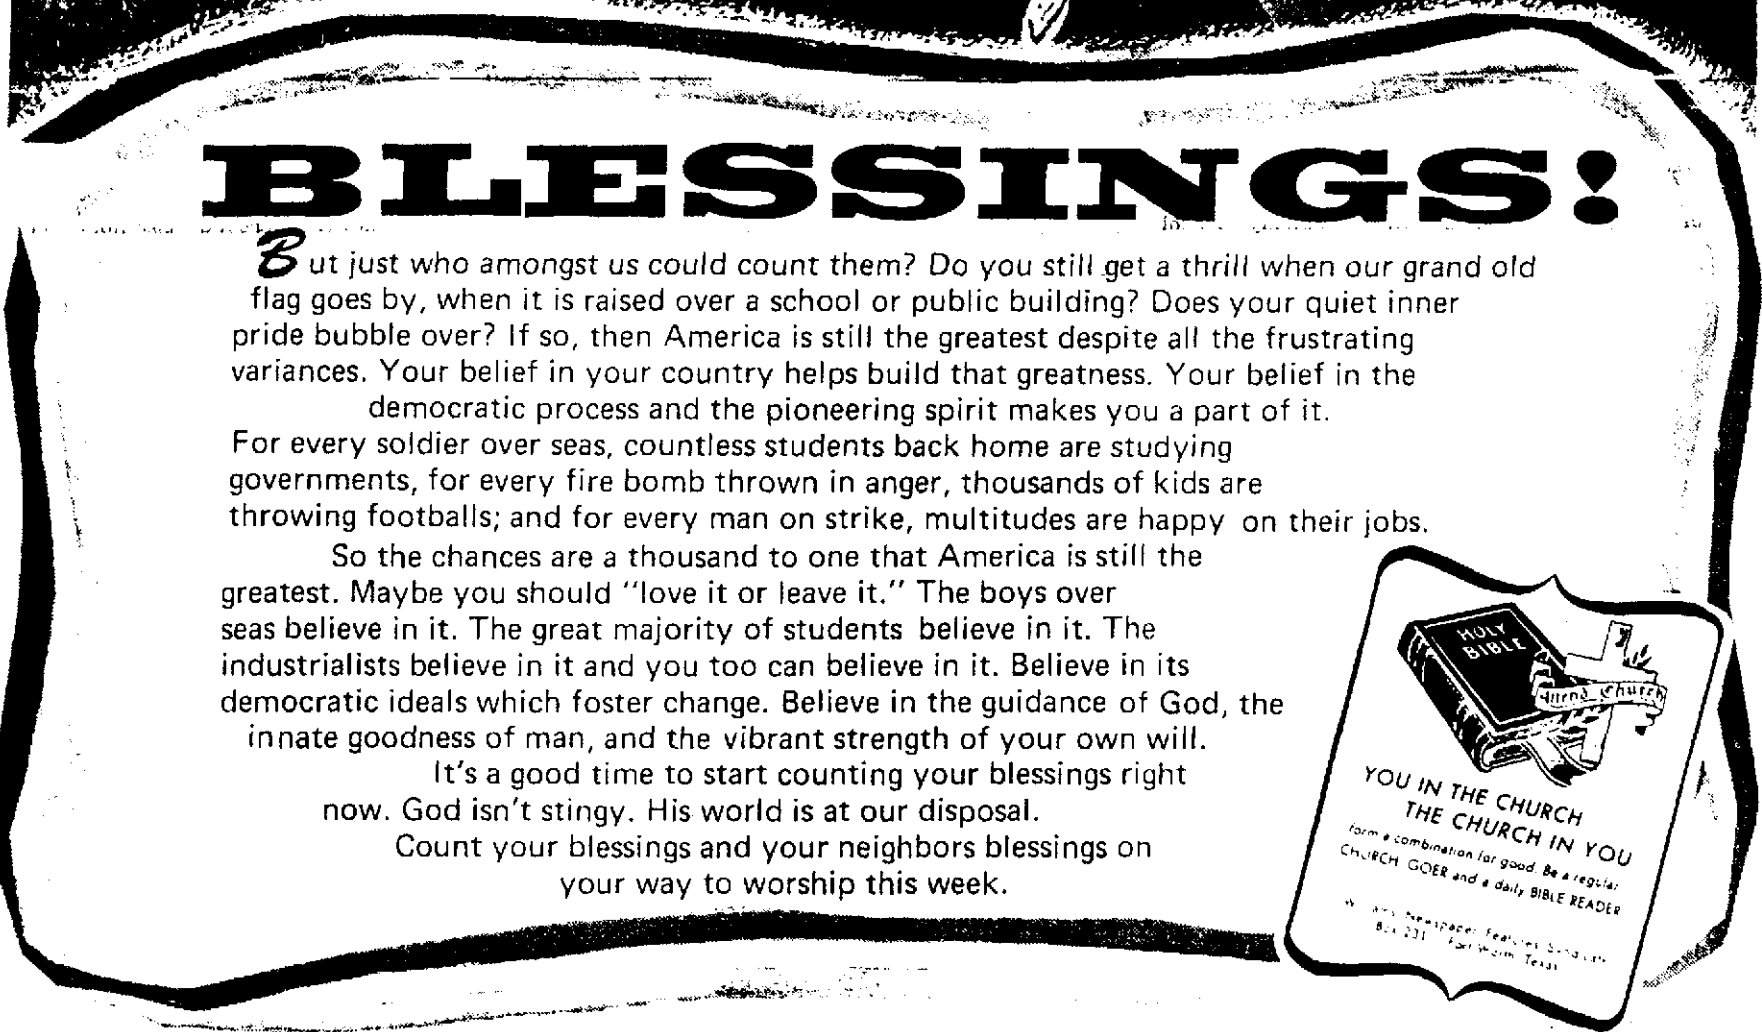 BLESSINGS!
But just who amongst us could count them? Do you still get a thrill when our grand old
flag goes by, when it is raised over a school or public building? Does your quiet inner
pride bubble over? If so, then America is still the greatest despite all the frustrating
variances. Your belief in your country helps build that greatness. Your belief in the
democratic process and the pioneering spirit makes you a part of it.
For every soldier over seas, countless students back home are studying
governments, for every fire bomb thrown in anger, thousands of kids are
throwing footballs; and for every man on strike, multitudes are happy on their jobs.
So the chances are a thousand to one that America is still the
greatest. Maybe you should "love it or leave it." The boys over
seas believe in it. The great majority of students believe in it. The
industrialists believe in it and you too can believe in it. Believe in its
democratic ideals which foster change. Believe in the guidance of God, the
innate goodness of man, and the vibrant strength of your own will.
It's a good time to start counting your blessings right
now. God isn't stingy. His world is at our disposal.
Count your blessings and your neighbors blessings on
your way to worship this week.
HOLY
BIBLE
Attend Church
YOU IN THE CHURCH
THE CHURCH IN YOU
form a combination for good. Be a regular
CHURCH GOER and a daily BIBLE READER
Newspaper Features Syndicate
Box 231 Fort Worth, Texas